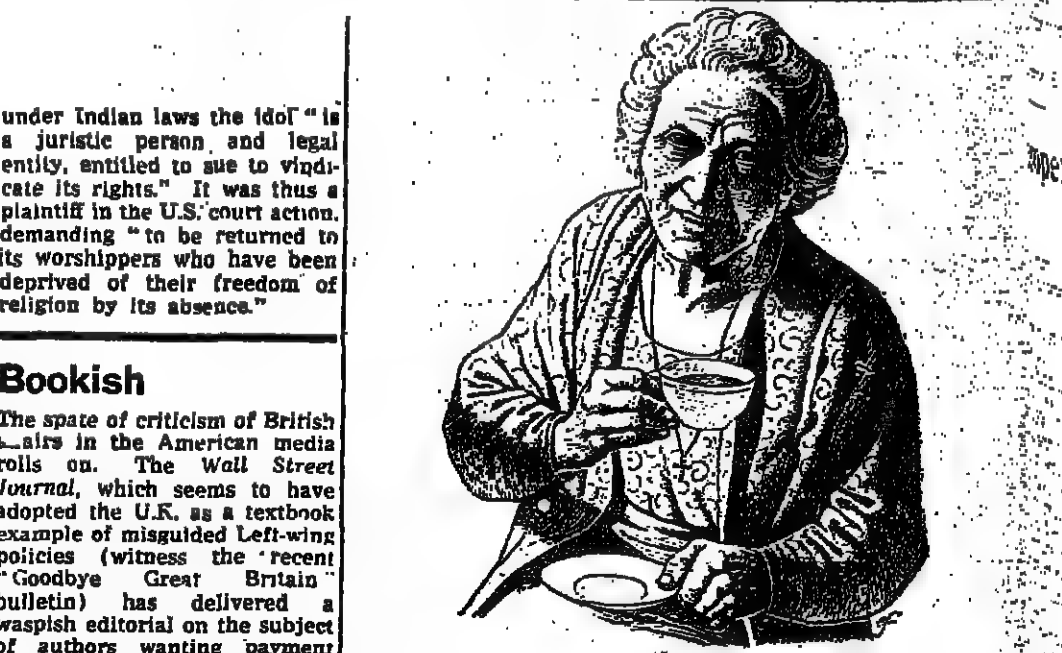 under Indian laws the idol "is
a juristic person and legal
entity, entitled to sue to vindi-
cate its rights." It was thus a
plaintiff in the U.S. court action,
demanding "to be returned to
its worshippers who have been
deprived of their freedom of
religion by its absence."
Bookish
The spate of criticism of British
airs in the American media
rolls on. The Wall Street
Journal, which seems to have
adopted the U.K. as a textbook
example of misguided Left-wing
policies (witness the recent
"Goodbye Great Britain"
bulletin) has delivered a
waspish editorial on the subject
of authors wanting payment